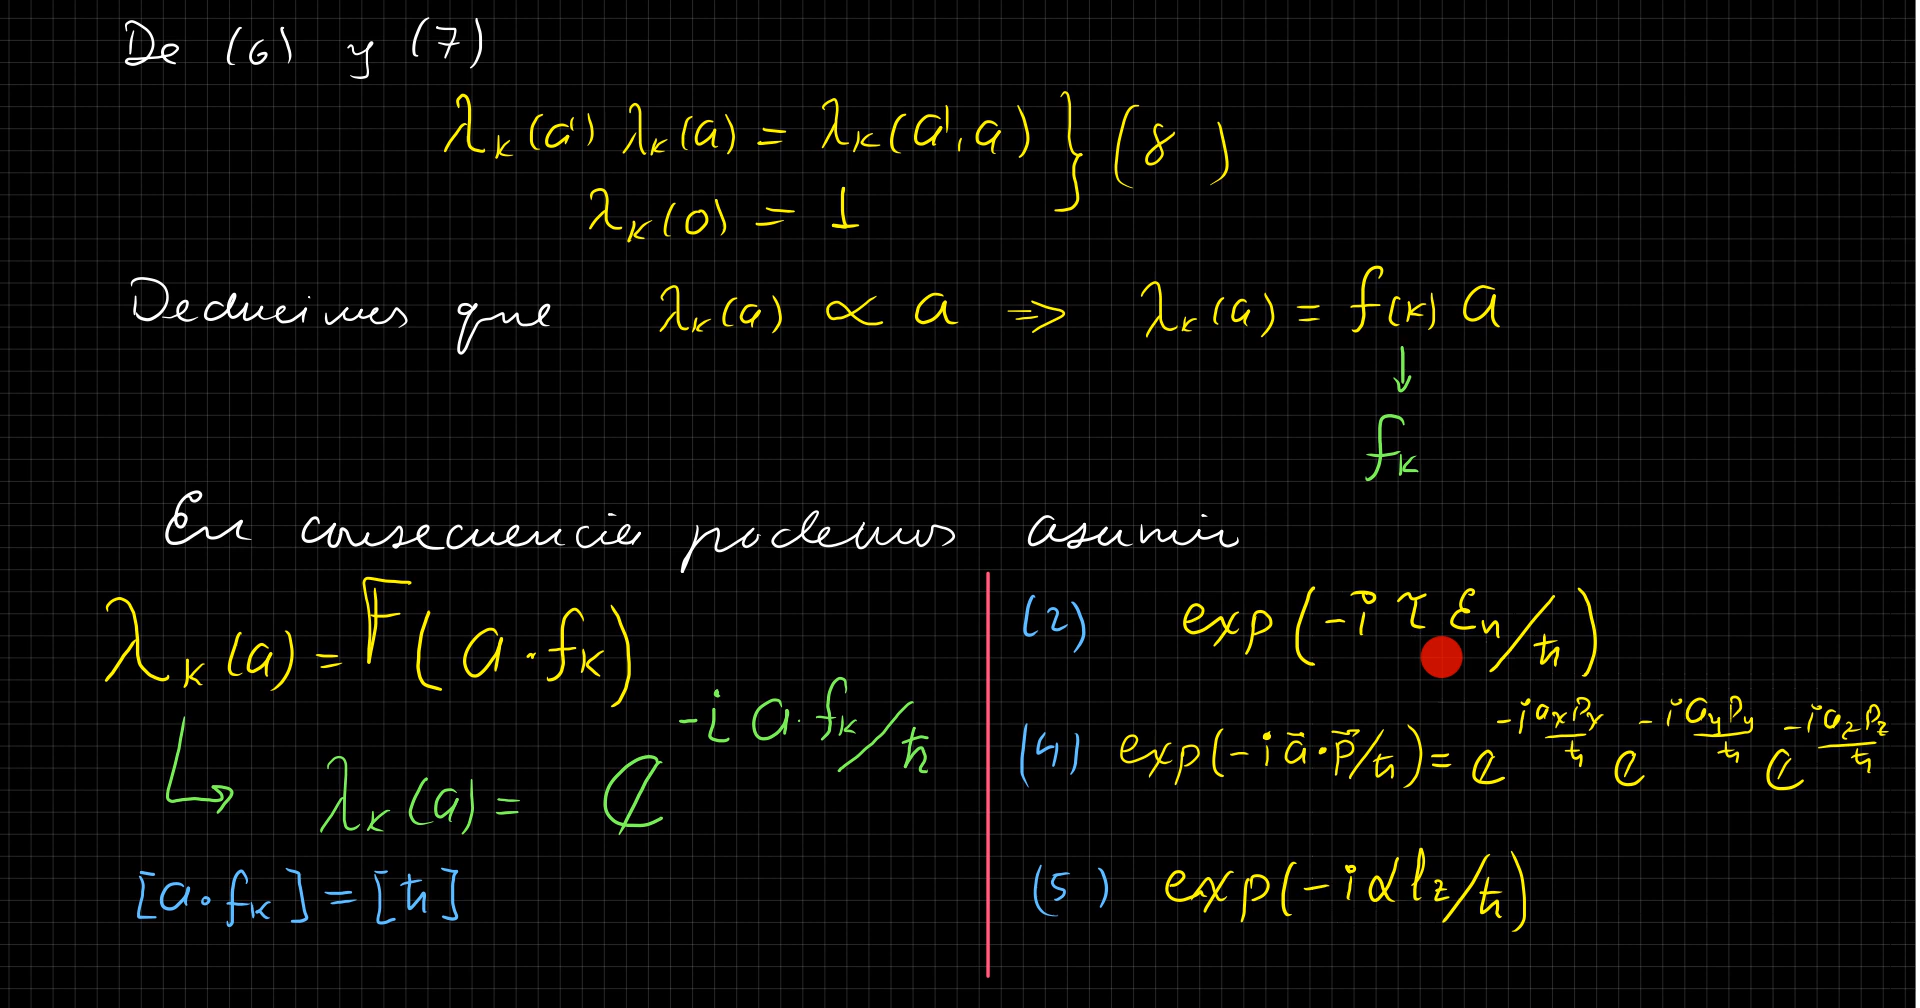 De (6) y (7)
λ_k(a') λ_k(a) = λ_k(a', a) } (8)
λ_k(0) = 1
Deducimos que λ_k(a) ∝ a ⇒ λ_k(a) = f(k) a
↓
f_k
En consecuencia podemos asumir
λ_k(a) = F(a · f_k)
↳ λ_k(a) = e^{-i a · f_k/ħ}
[a · f_k] = [ħ]
(2) exp(-i τ ε_n/ħ)
(4) exp(-i a⃗ · p⃗/ħ) = e^{-i a_x p_x/ħ} e^{-i a_y p_y/ħ} e^{-i a_z p_z/ħ}
(5) exp(-i α l_z/ħ)